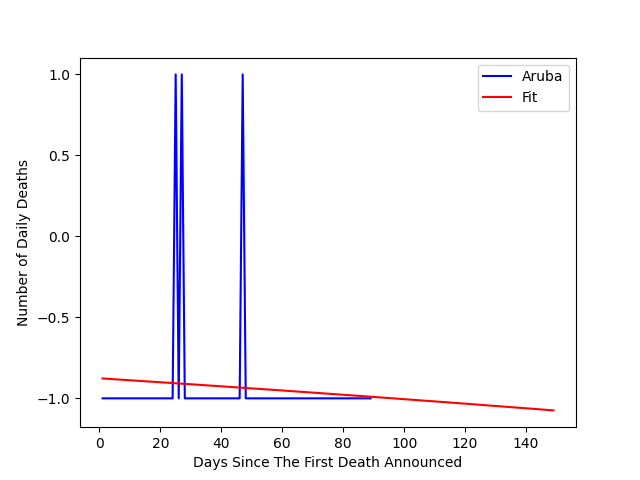 Aruba
Fit
1.0
0.5
0.0
−0.5
−1.0
Number of Daily Deaths
0 20 40 60 80 100 120 140
Days Since The First Death Announced